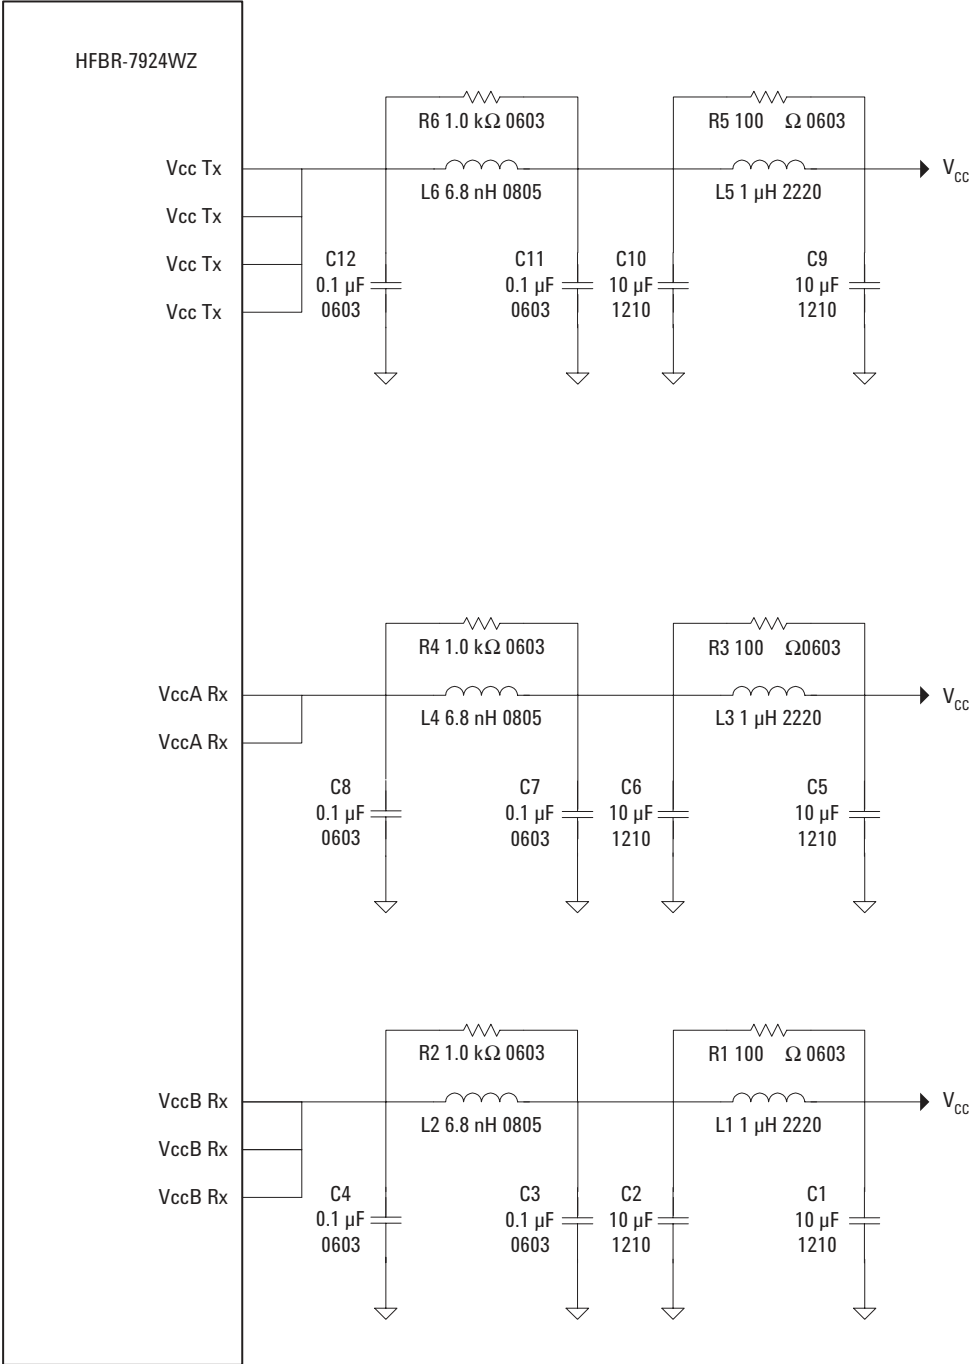 HFBR-7924WZ
R6 1.0 kΩ 0603
R5 100 Ω 0603
Vcc Tx
VCC
L6 6.8 nH 0805
L5 1 µH 2220
Vcc Tx
Vcc Tx
Vcc Tx
C12
0.1 µF
0603
C11
0.1 µF
0603
C10
10 µF
1210
C9
10 µF
1210
R4 1.0 kΩ 0603
R3 100 Ω0603
VccA Rx
VCC
L4 6.8 nH 0805
L3 1 µH 2220
VccA Rx
C8
0.1 µF
0603
C7
0.1 µF
0603
C6
10 µF
1210
C5
10 µF
1210
R2 1.0 kΩ 0603
R1 100 Ω 0603
VccB Rx
VCC
L2 6.8 nH 0805
L1 1 µH 2220
VccB Rx
VccB Rx
C4
0.1 µF
0603
C3
0.1 µF
0603
C2
10 µF
1210
C1
10 µF
1210